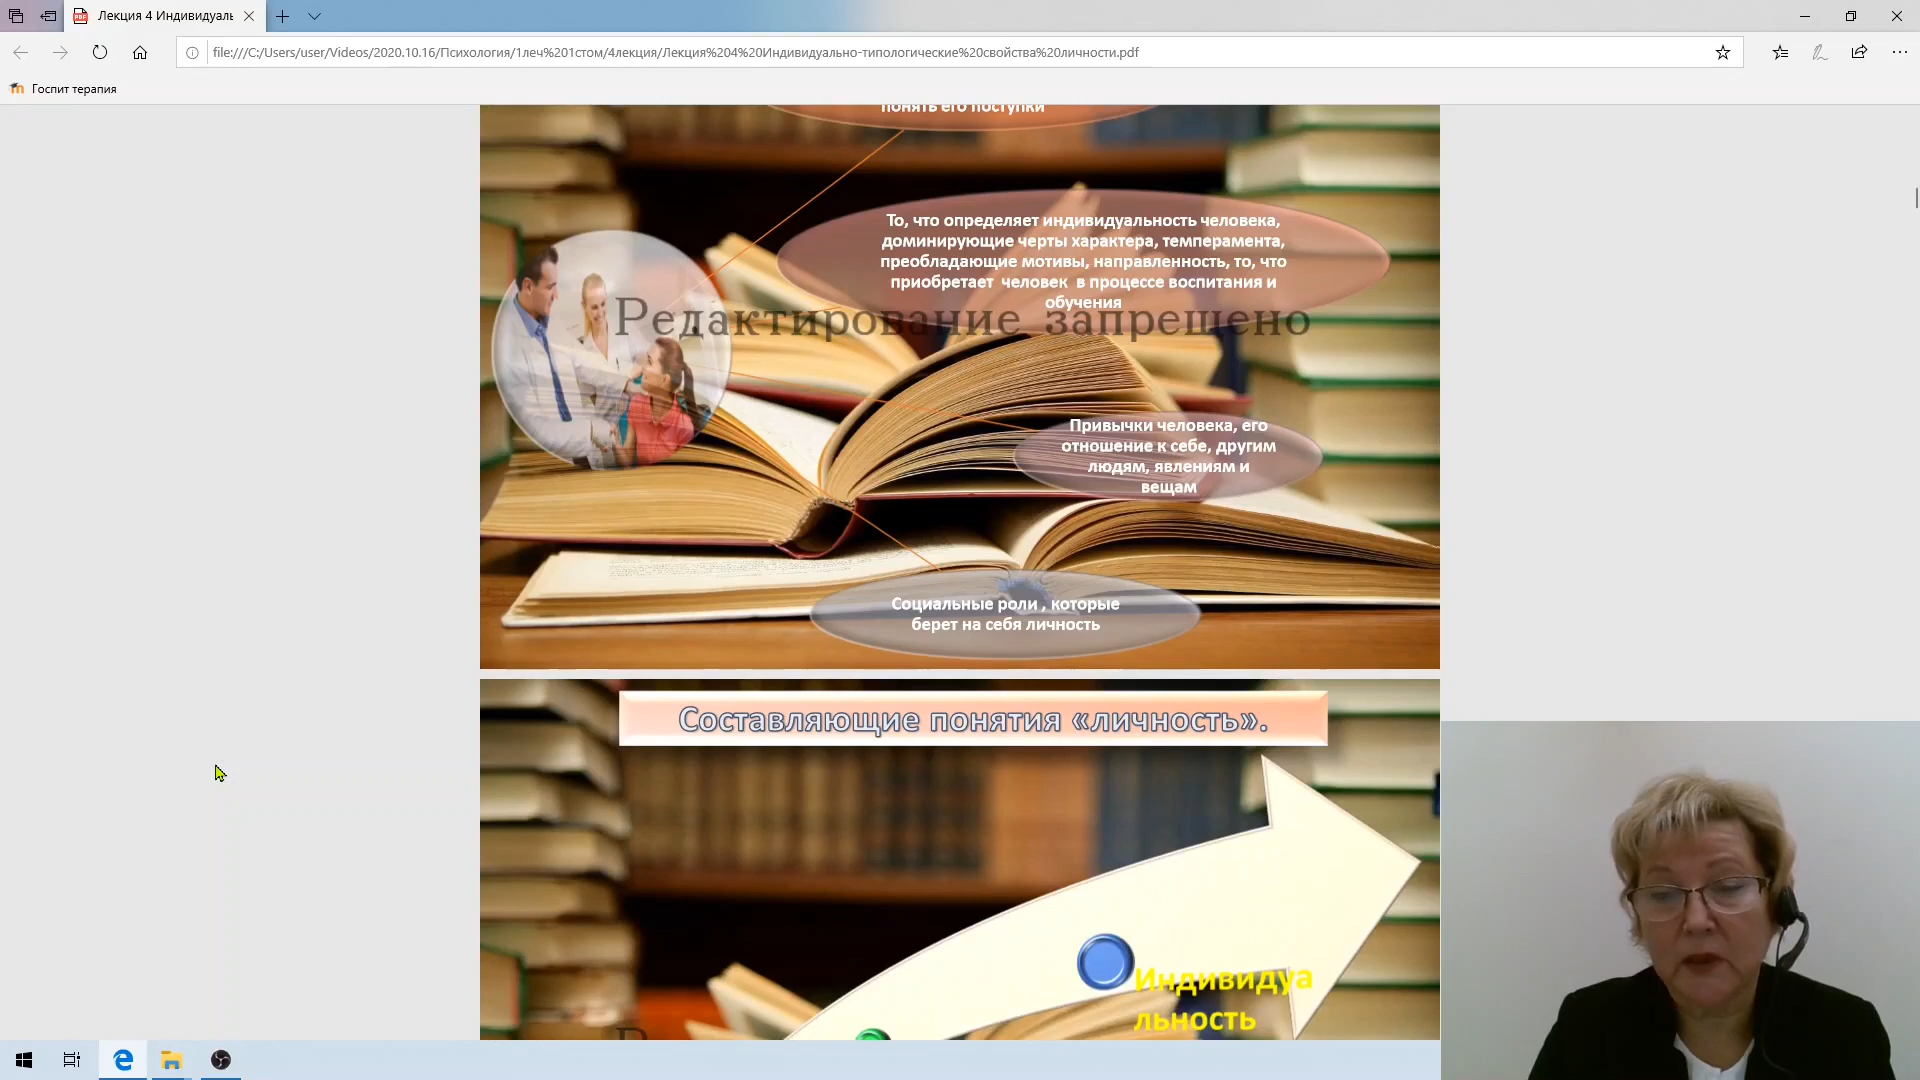 Лекция 4 Индивидуаль
file:///C:/Users/user/Videos/2020.10.16/Психология/1леч%201стом/4лекция/Лекция%204%20Индивидуально-типологические%20свойства%20личности.pdf
Госпит терапия
понять его поступки
То, что определяет индивидуальность человека,
доминирующие черты характера, темперамента,
преобладающие мотивы, направленность, то, что
приобретает человек в процессе воспитания и
обучения
Редактирование запрещено
Привычки человека, его
отношение к себе, другим
людям, явлениям и
вещам
Социальные роли , которые
берет на себя личность
Составляющие понятия «личность».
Индивидуа
льность